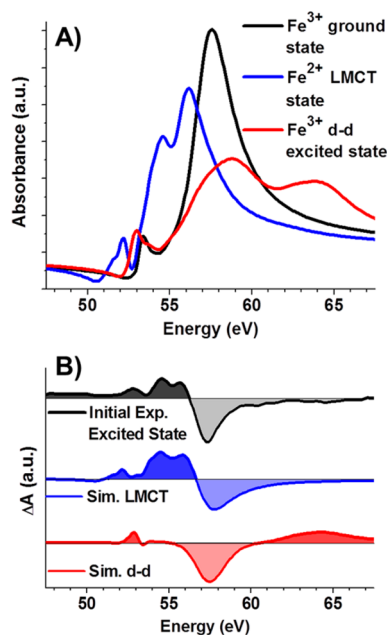 A)
Fe3+ ground
state
Fe2+ LMCT
state
Fe3+ d-d
excited state
Absorbance (a.u.)
50 55 60 65
Energy (eV)
B)
Initial Exp.
Excited State
Sim. LMCT
Sim. d-d
ΔA (a.u.)
50 55 60 65
Energy (eV)